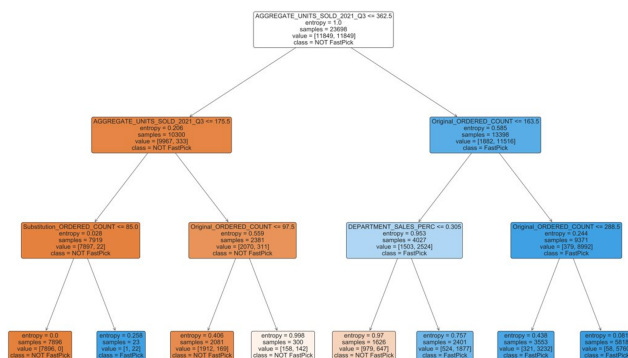 AGGREGATE_UNITS_SOLD_2021_Q3 <= 362.5
entropy = 1.0
samples = 23698
value = [11849, 11849]
class = NOT FastPick
AGGREGATE_UNITS_SOLD_2021_Q3 <= 175.5
entropy = 0.206
samples = 10300
value = [9967, 333]
class = NOT FastPick
Original_ORDERED_COUNT <= 163.5
entropy = 0.585
samples = 13398
value = [1882, 11516]
class = FastPick
Substitution_ORDERED_COUNT <= 85.0
entropy = 0.028
samples = 7919
value = [7897, 22]
class = NOT FastPick
Original_ORDERED_COUNT <= 97.5
entropy = 0.559
samples = 2381
value = [2070, 311]
class = NOT FastPick
DEPARTMENT_SALES_PERC <= 0.305
entropy = 0.953
samples = 4027
value = [1503, 2524]
class = FastPick
Original_ORDERED_COUNT <= 288.5
entropy = 0.244
samples = 9371
value = [379, 8992]
class = FastPick
entropy = 0.0
samples = 7896
value = [7896, 0]
class = NOT FastPick
entropy = 0.258
samples = 23
value = [1, 22]
class = FastPick
entropy = 0.406
samples = 2081
value = [1912, 169]
class = NOT FastPick
entropy = 0.998
samples = 300
value = [158, 142]
class = NOT FastPick
entropy = 0.97
samples = 1626
value = [979, 647]
class = NOT FastPick
entropy = 0.757
samples = 2401
value = [524, 1877]
class = FastPick
entropy = 0.438
samples = 3553
value = [321, 3232]
class = FastPick
entropy = 0.081
samples = 5818
value = [58, 5760]
class = FastPick